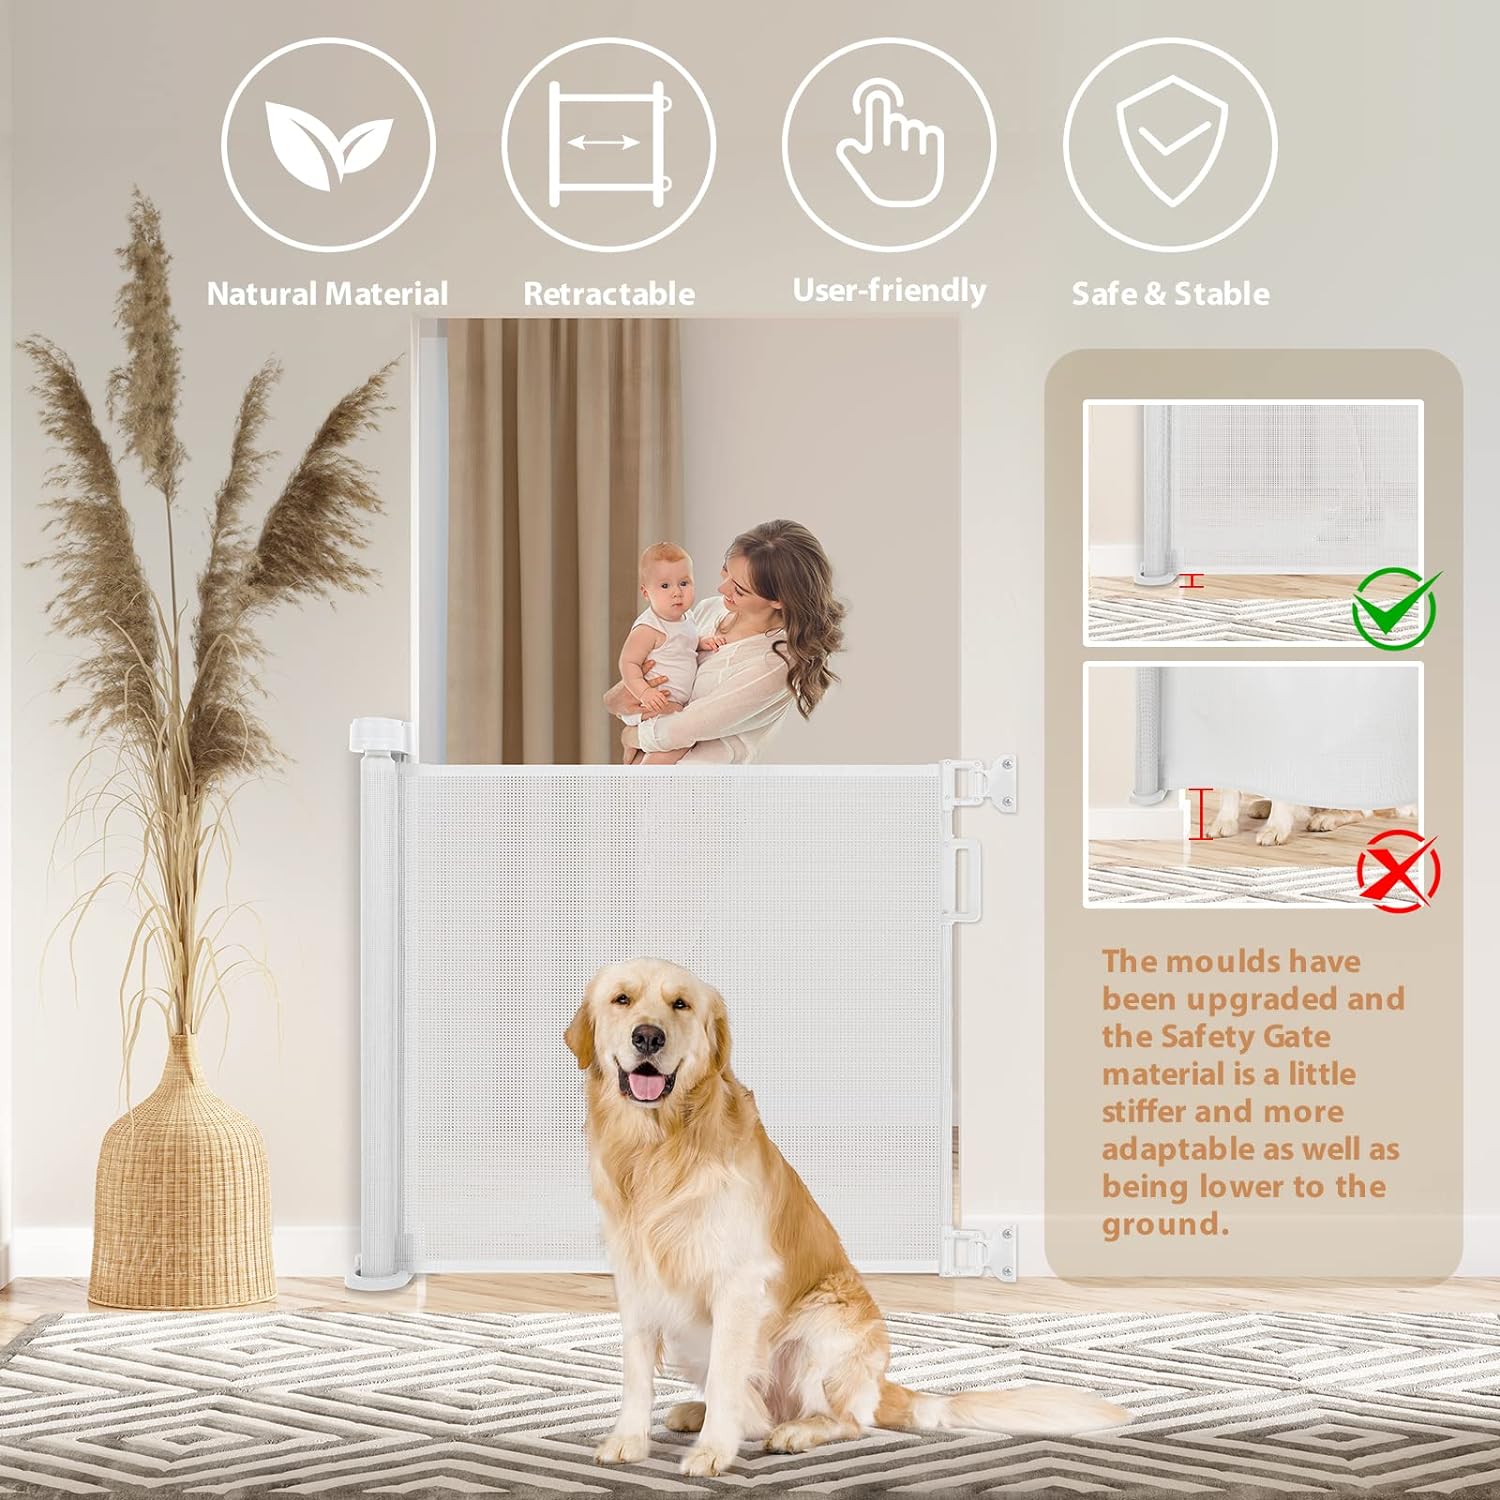 Natural Material
Retractable
User-friendly
Safe & Stable
The moulds have
been upgraded and
the Safety Gate
material is a little
stiffer and more
adaptable as well as
being lower to the
ground.